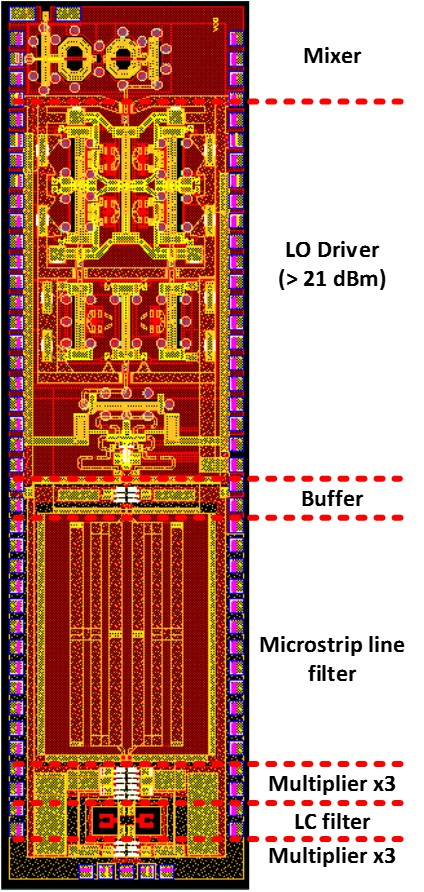 Mixer
LO Driver
(> 21 dBm)
Buffer
Microstrip line
filter
Multiplier x3
LC filter
Multiplier x3